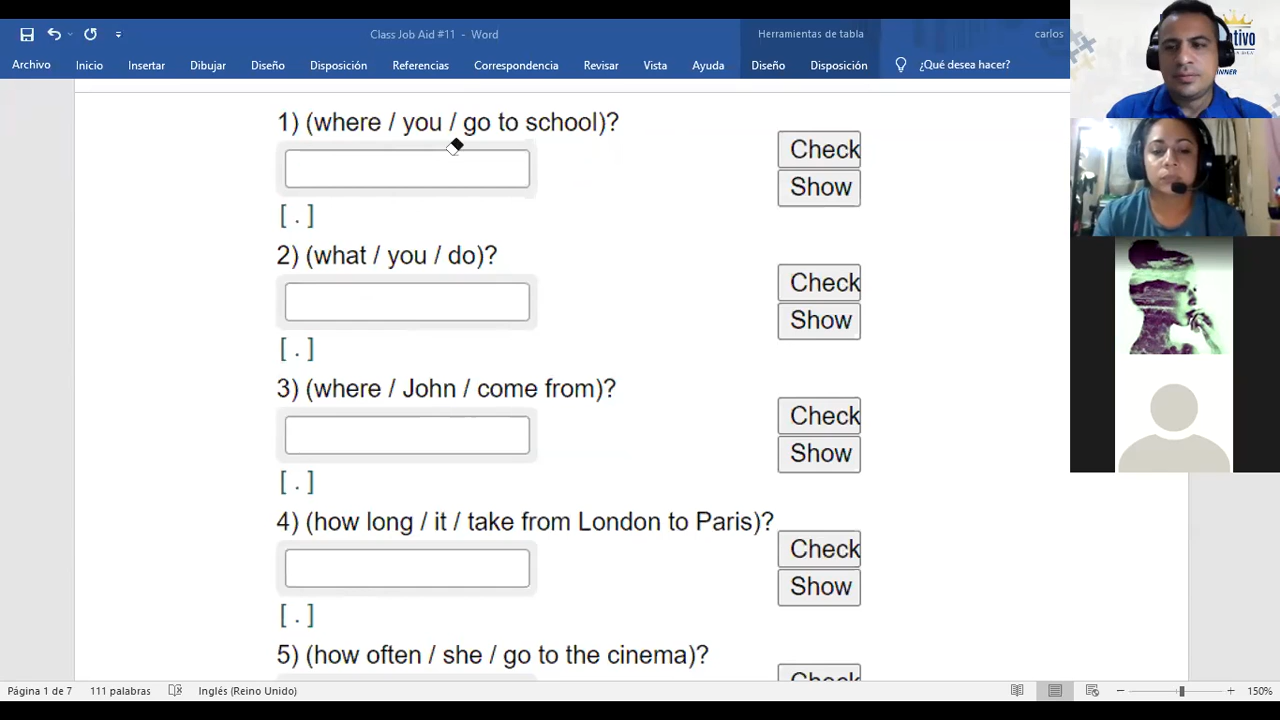 Class Job Aid #11 - Word
Herramientas de tabla
carlos
Archivo Inicio Insertar Dibujar Diseño Disposición Referencias Correspondencia Revisar Vista Ayuda Diseño Disposición ¿Qué desea hacer?
1) (where / you / go to school)?
Check
Show
[ . ]
2) (what / you / do)?
Check
Show
[ . ]
3) (where / John / come from)?
Check
Show
[ . ]
4) (how long / it / take from London to Paris)?
Check
Show
[ . ]
5) (how often / she / go to the cinema)?
Página 1 de 7 111 palabras Inglés (Reino Unido) 150%